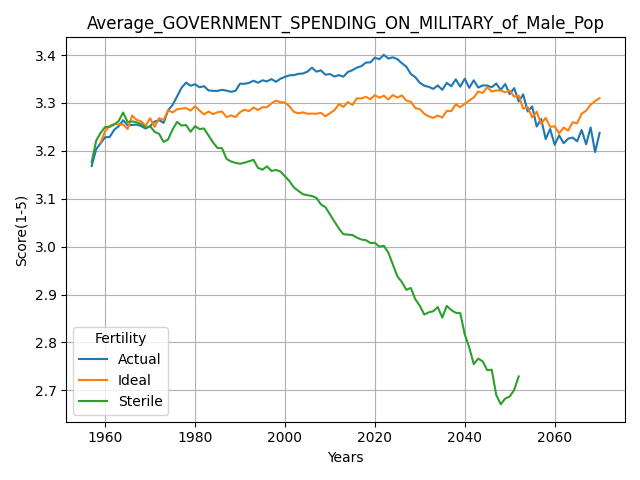 Average_GOVERNMENT_SPENDING_ON_MILITARY_of_Male_Pop
3.4
3.3
3.2
3.1
3.0
2.9
2.8
2.7
Score(1-5)
Fertility
Actual
Ideal
Sterile
1960 1980 2000 2020 2040 2060
Years